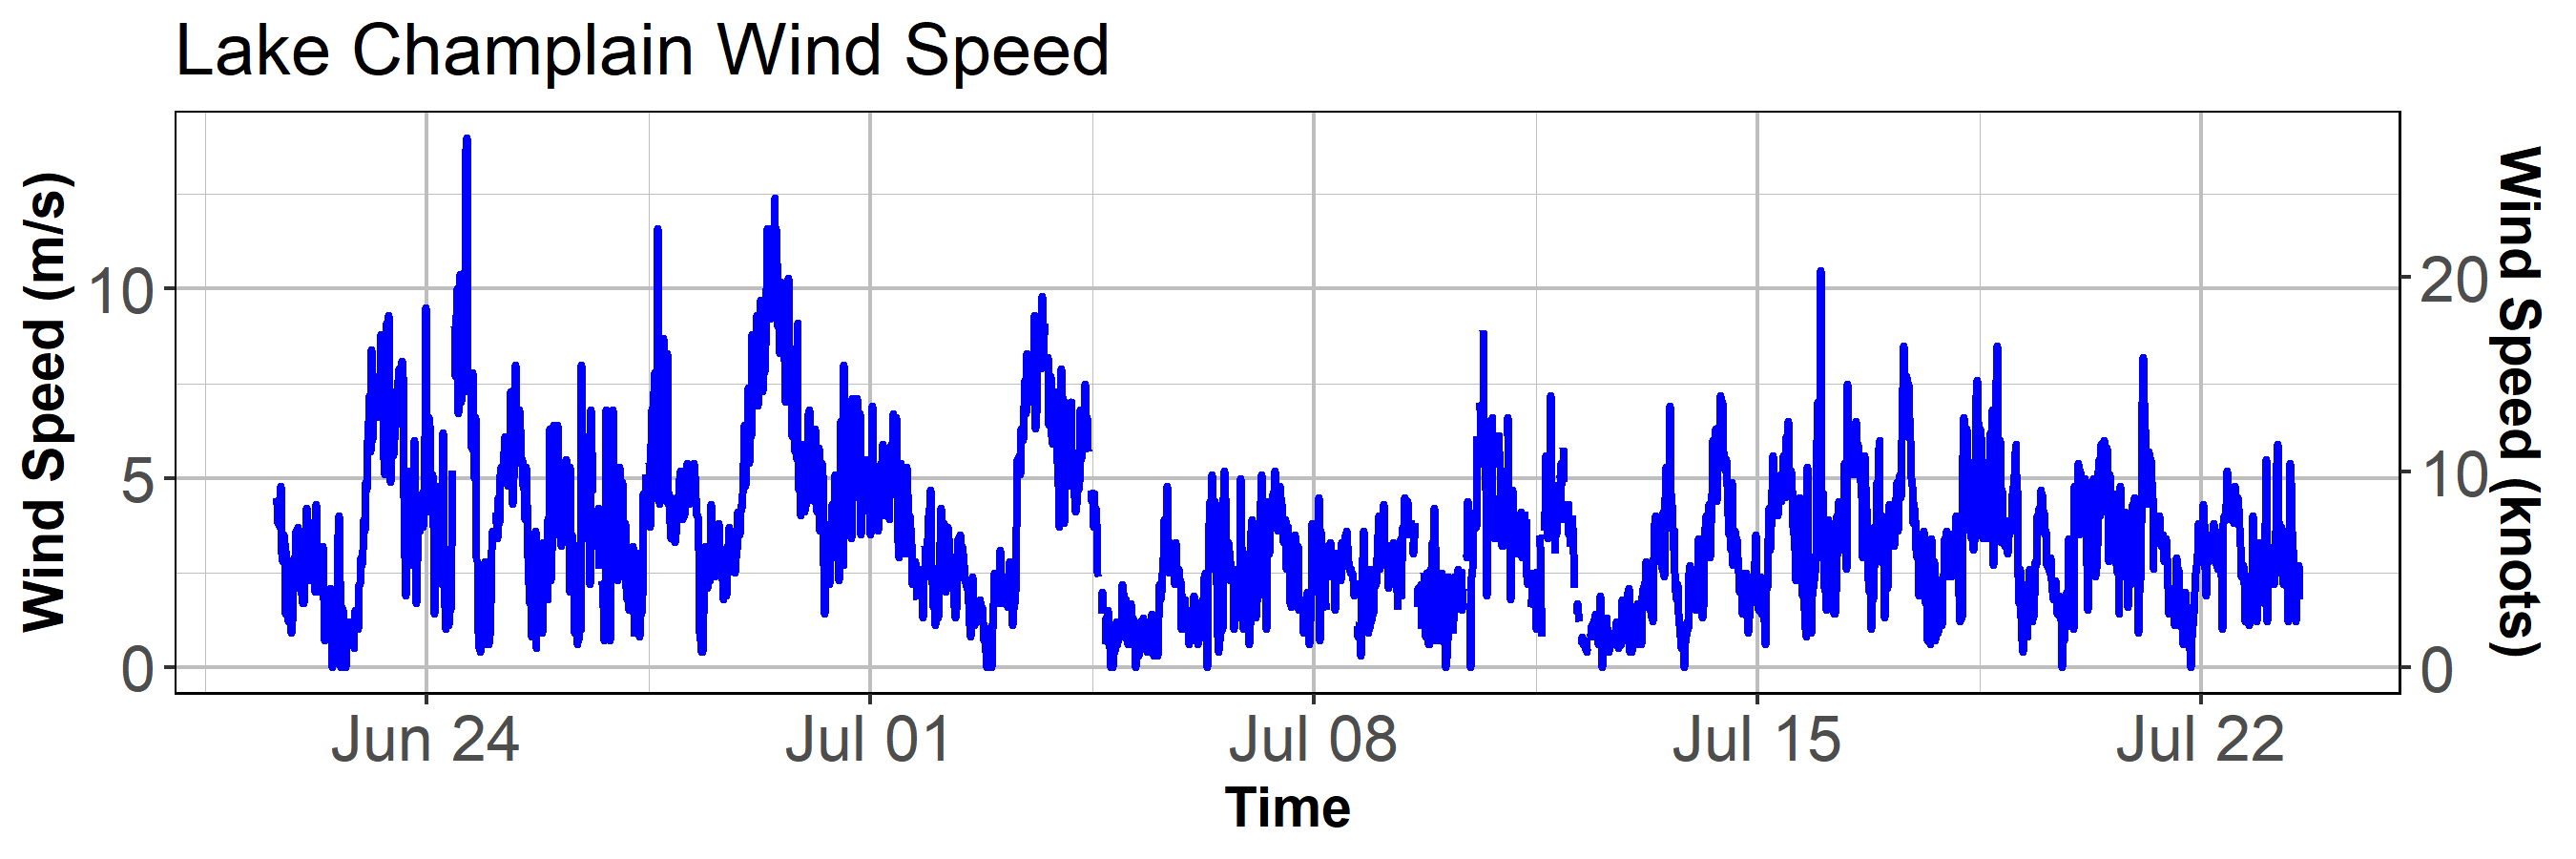 Lake Champlain Wind Speed
Wind Speed (m/s)
10
5
0
20
10
0
Wind Speed (knots)
Jun 24
Jul 01
Jul 08
Jul 15
Jul 22
Time